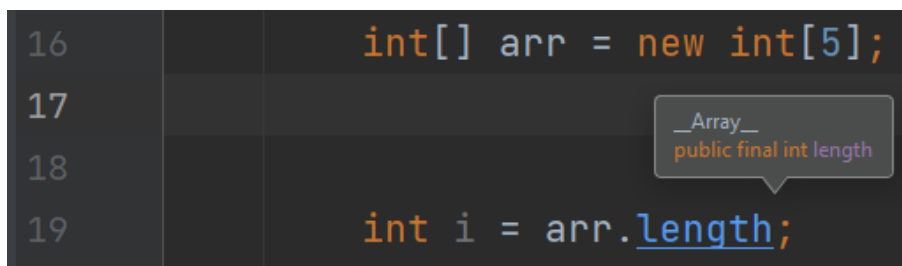 16 int[] arr = new int[5];
17
__Array__
public final int length
18
19 int i = arr.length;